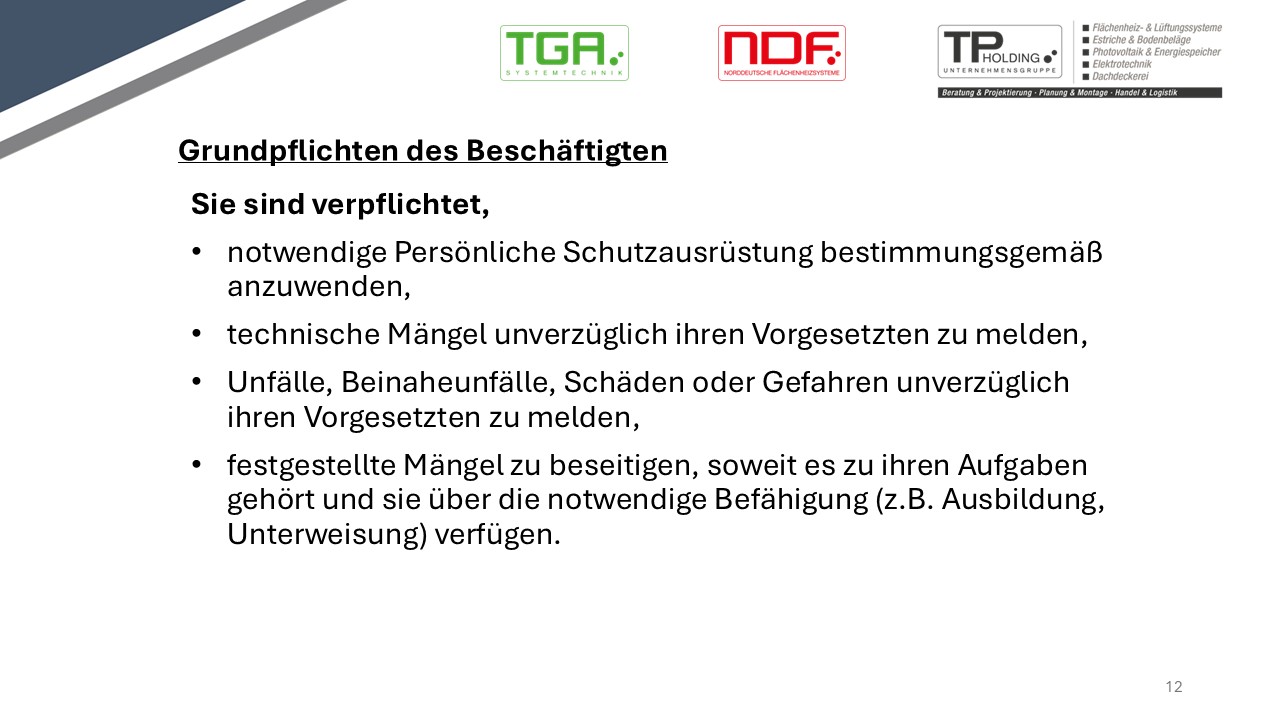 TGA
SYSTEMTECHNIK
NDF
NORDDEUTSCHE FLÄCHENHEIZSYSTEME
TP HOLDING
UNTERNEHMENSGRUPPE
■ Flächenheiz- & Lüftungssysteme
■ Estriche & Bodenbeläge
■ Photovoltaik & Energiespeicher
■ Elektrotechnik
■ Dachdeckerei
Beratung & Projektierung · Planung & Montage · Handel & Logistik
Grundpflichten des Beschäftigten
Sie sind verpflichtet,
• notwendige Persönliche Schutzausrüstung bestimmungsgemäß
anzuwenden,
• technische Mängel unverzüglich ihren Vorgesetzten zu melden,
• Unfälle, Beinaheunfälle, Schäden oder Gefahren unverzüglich
ihren Vorgesetzten zu melden,
• festgestellte Mängel zu beseitigen, soweit es zu ihren Aufgaben
gehört und sie über die notwendige Befähigung (z.B. Ausbildung,
Unterweisung) verfügen.
12